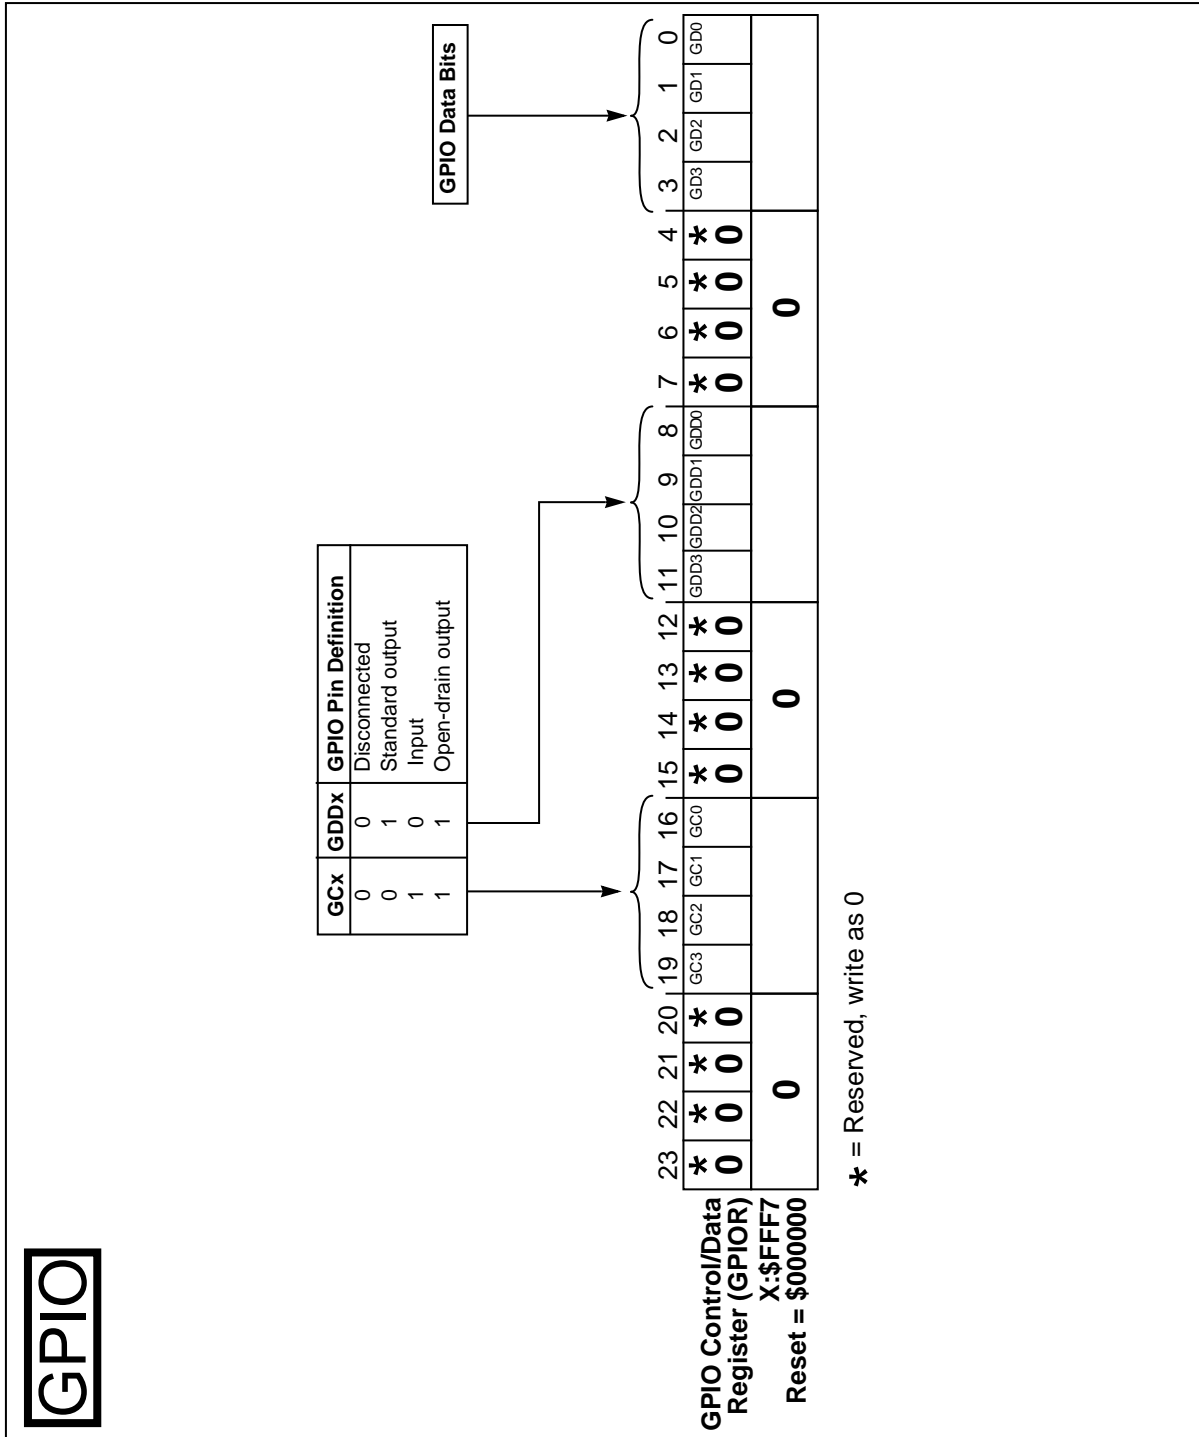 GPIO
GCx GDDx GPIO Pin Definition
0 0 Disconnected
0 1 Standard output
1 0 Input
1 1 Open-drain output
GPIO Data Bits
23 22 21 20 19 18 17 16 15 14 13 12 11 10 9 8 7 6 5 4 3 2 1 0
GPIO Control/Data
Register (GPIOR)
X:$FFF7
Reset = $000000
* * * * GC3 GC2 GC1 GC0 * * * * GDD3 GDD2 GDD1 GDD0 * * * * GD3 GD2 GD1 GD0
0 0 0 0 0 0 0 0 0 0 0 0
0 0 0
* = Reserved, write as 0